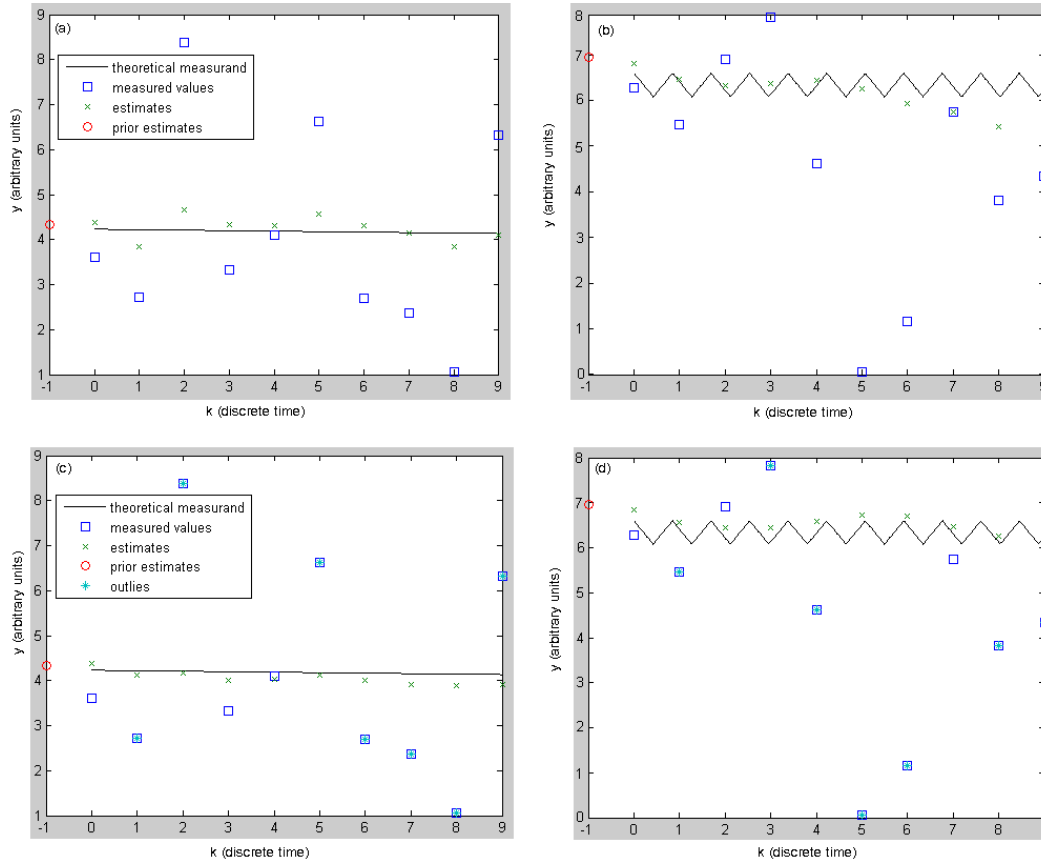 (a)
theoretical measurand
measured values
estimates
prior estimates
y (arbitrary units)
9
8
7
6
5
4
3
2
1
-1 0 1 2 3 4 5 6 7 8 9
k (discrete time)
(b)
y (arbitrary units)
8
7
6
5
4
3
2
1
0
-1 0 1 2 3 4 5 6 7 8
k (discrete time)
(c)
theoretical measurand
measured values
estimates
prior estimates
outlies
y (arbitrary units)
9
8
7
6
5
4
3
2
1
-1 0 1 2 3 4 5 6 7 8 9
k (discrete time)
(d)
y (arbitrary units)
8
7
6
5
4
3
2
1
0
-1 0 1 2 3 4 5 6 7 8
k (discrete time)